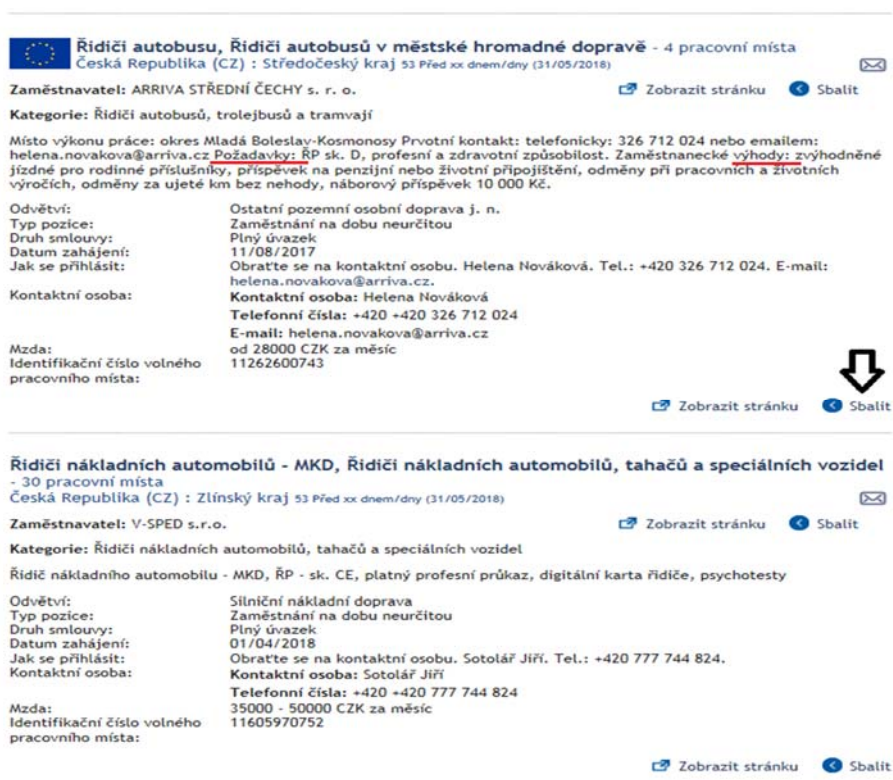 Řidiči autobusu, Řidiči autobusů v městské hromadné dopravě - 4 pracovní místa
Česká Republika (CZ) : Středočeský kraj 53 Před xx dnem/dny (31/05/2018)
Zaměstnavatel: ARRIVA STŘEDNÍ ČECHY s. r. o. Zobrazit stránku Sbalit
Kategorie: Řidiči autobusů, trolejbusů a tramvají
Místo výkonu práce: okres Mladá Boleslav-Kosmonosy Prvotní kontakt: telefonicky: 326 712 024 nebo emailem:
helena.novakova@arriva.cz Požadavky: ŘP sk. D, profesní a zdravotní způsobilost. Zaměstnanecké výhody: zvýhodněné
jízdné pro rodinné příslušníky, příspěvek na penzijní nebo životní připojištění, odměny při pracovních a životních
výročích, odměny za ujeté km bez nehody, náborový příspěvek 10 000 Kč.
Odvětví: Ostatní pozemní osobní doprava j. n.
Typ pozice: Zaměstnání na dobu neurčitou
Druh smlouvy: Plný úvazek
Datum zahájení: 11/08/2017
Jak se přihlásit: Obraťte se na kontaktní osobu. Helena Nováková. Tel.: +420 326 712 024. E-mail:
helena.novakova@arriva.cz.
Kontaktní osoba: Kontaktní osoba: Helena Nováková
Telefonní čísla: +420 +420 326 712 024
E-mail: helena.novakova@arriva.cz
Mzda: od 28000 CZK za měsíc
Identifikační číslo volného 11262600743
pracovního místa:
Zobrazit stránku Sbalit
Řidiči nákladních automobilů - MKD, Řidiči nákladních automobilů, tahačů a speciálních vozidel
- 30 pracovní místa
Česká Republika (CZ) : Zlínský kraj 53 Před xx dnem/dny (31/05/2018)
Zaměstnavatel: V-SPED s.r.o. Zobrazit stránku Sbalit
Kategorie: Řidiči nákladních automobilů, tahačů a speciálních vozidel
Řidič nákladního automobilu - MKD, ŘP - sk. CE, platný profesní průkaz, digitální karta řidiče, psychotesty
Odvětví: Silniční nákladní doprava
Typ pozice: Zaměstnání na dobu neurčitou
Druh smlouvy: Plný úvazek
Datum zahájení: 01/04/2018
Jak se přihlásit: Obraťte se na kontaktní osobu. Sotolář Jiří. Tel.: +420 777 744 824.
Kontaktní osoba: Kontaktní osoba: Sotolář Jiří
Telefonní čísla: +420 +420 777 744 824
Mzda: 35000 - 50000 CZK za měsíc
Identifikační číslo volného 11605970752
pracovního místa:
Zobrazit stránku Sbalit